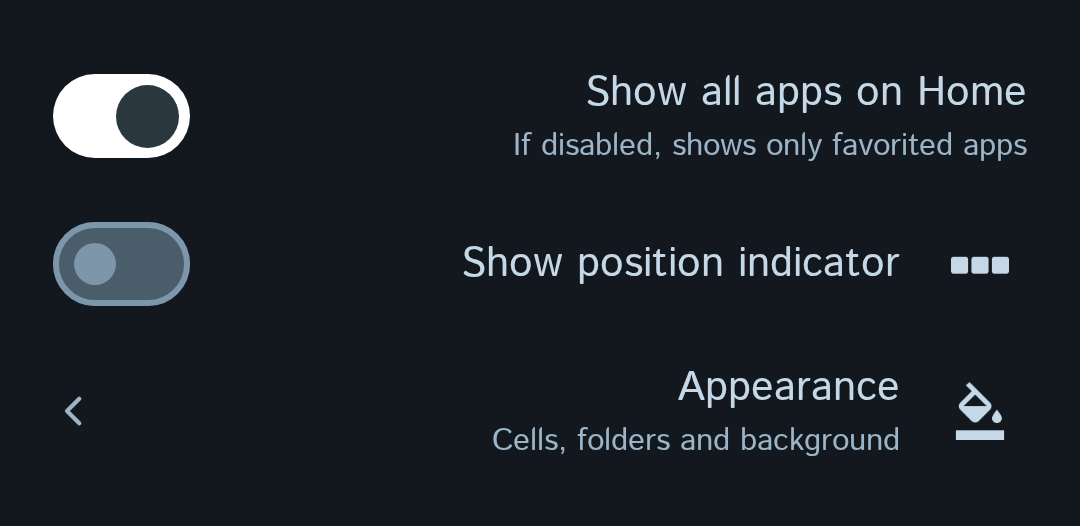 Show all apps on Home
If disabled, shows only favorited apps
Show position indicator
Appearance
Cells, folders and background